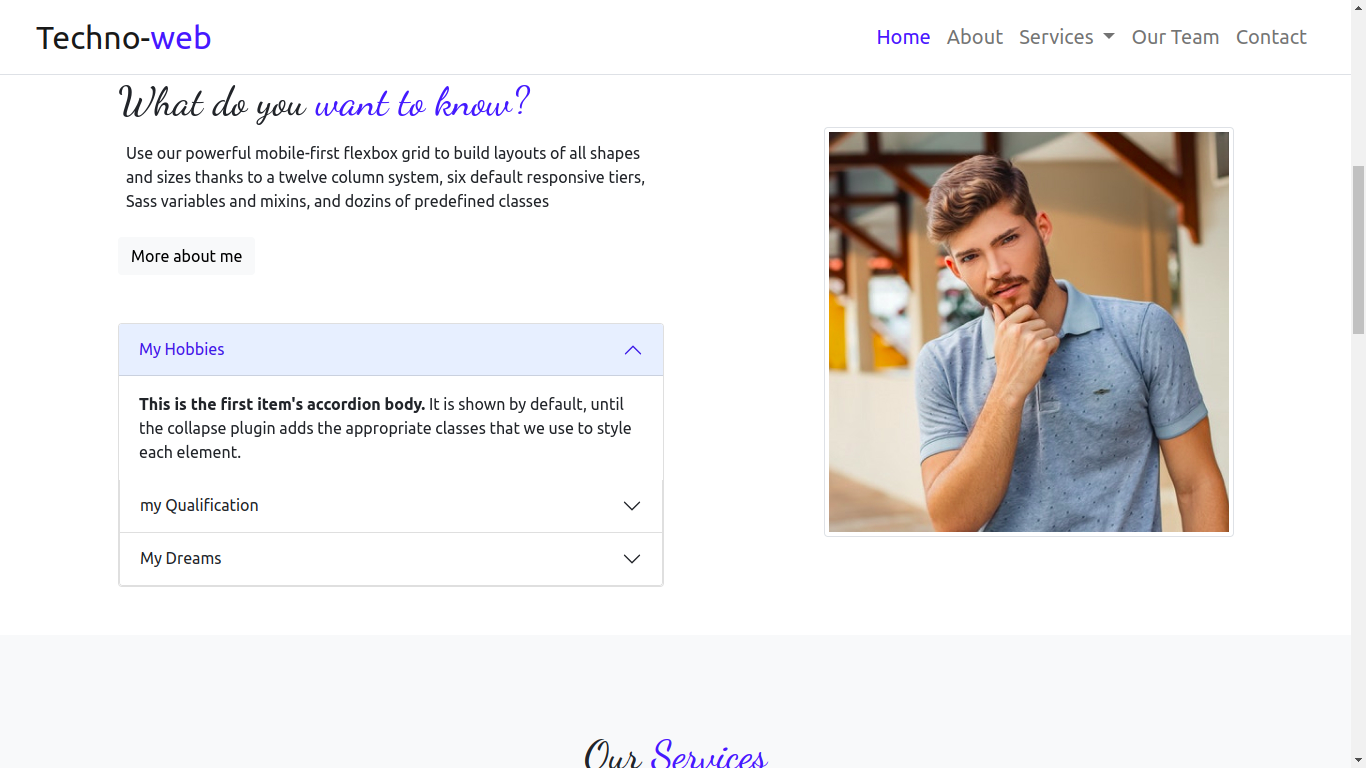 Techno-web
Home About Services Our Team Contact
What do you want to know?
Use our powerful mobile-first flexbox grid to build layouts of all shapes
and sizes thanks to a twelve column system, six default responsive tiers,
Sass variables and mixins, and dozins of predefined classes
More about me
My Hobbies
This is the first item's accordion body. It is shown by default, until
the collapse plugin adds the appropriate classes that we use to style
each element.
my Qualification
My Dreams
Our Services